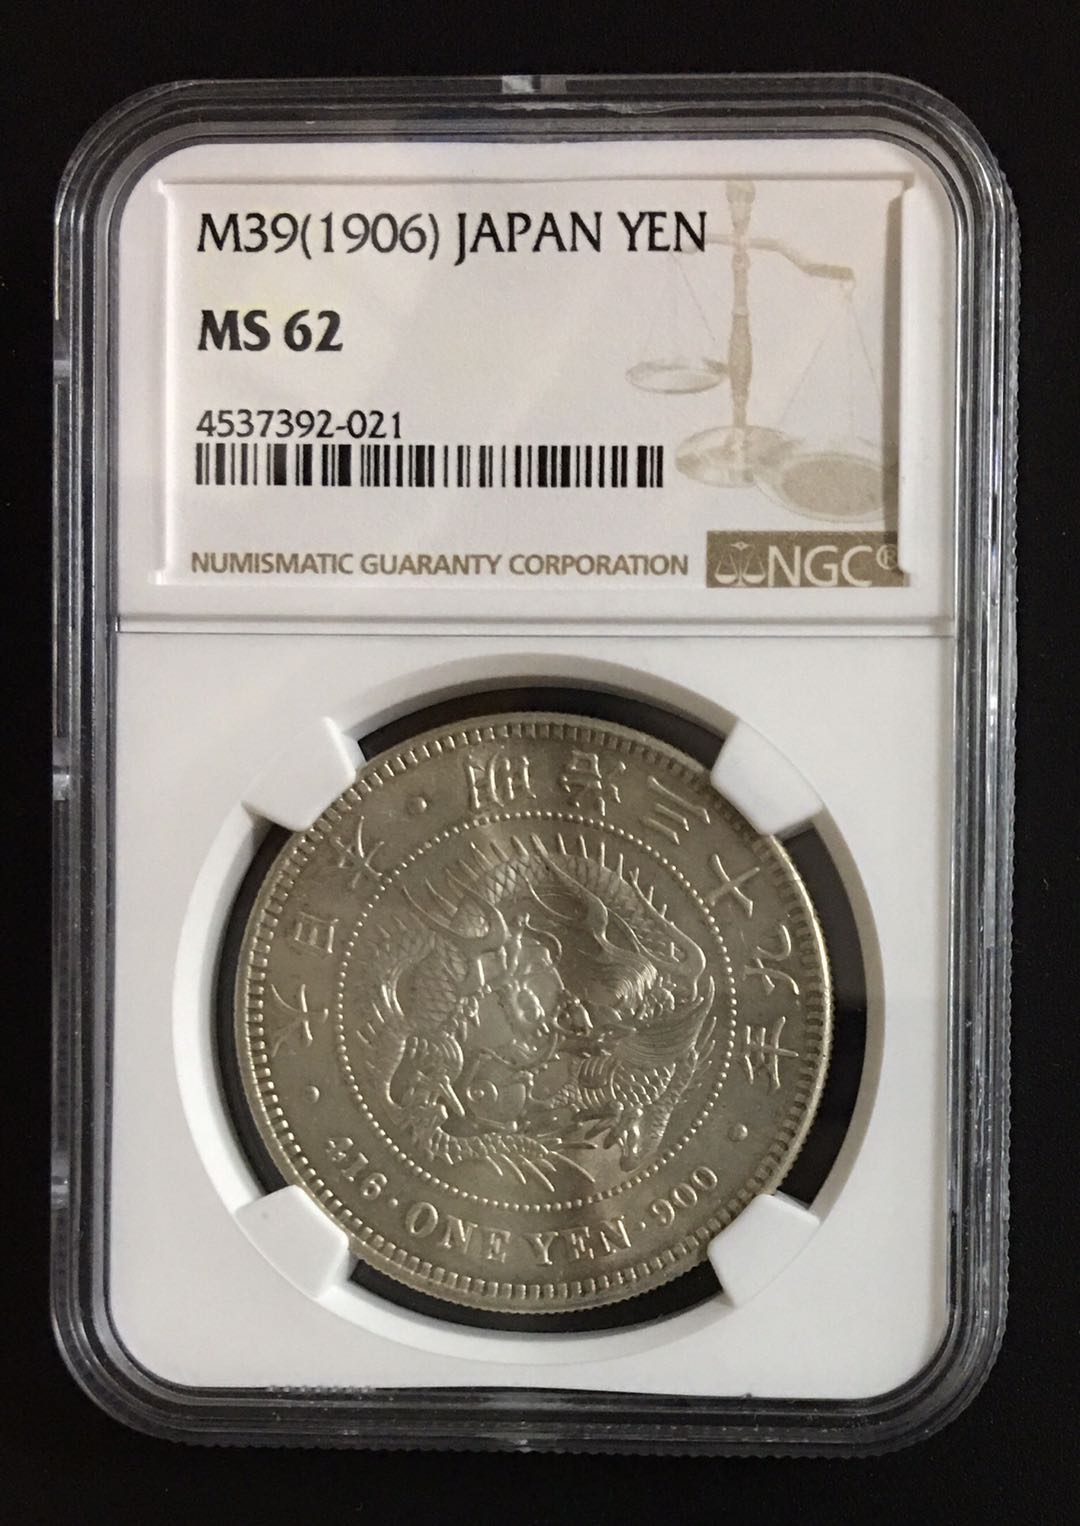 M39(1906) JAPAN YEN
MS 62
4537392-021
NUMISMATIC GUARANTY CORPORATION NGC®
大日本・明治三十九年・
416・ONE YEN・900